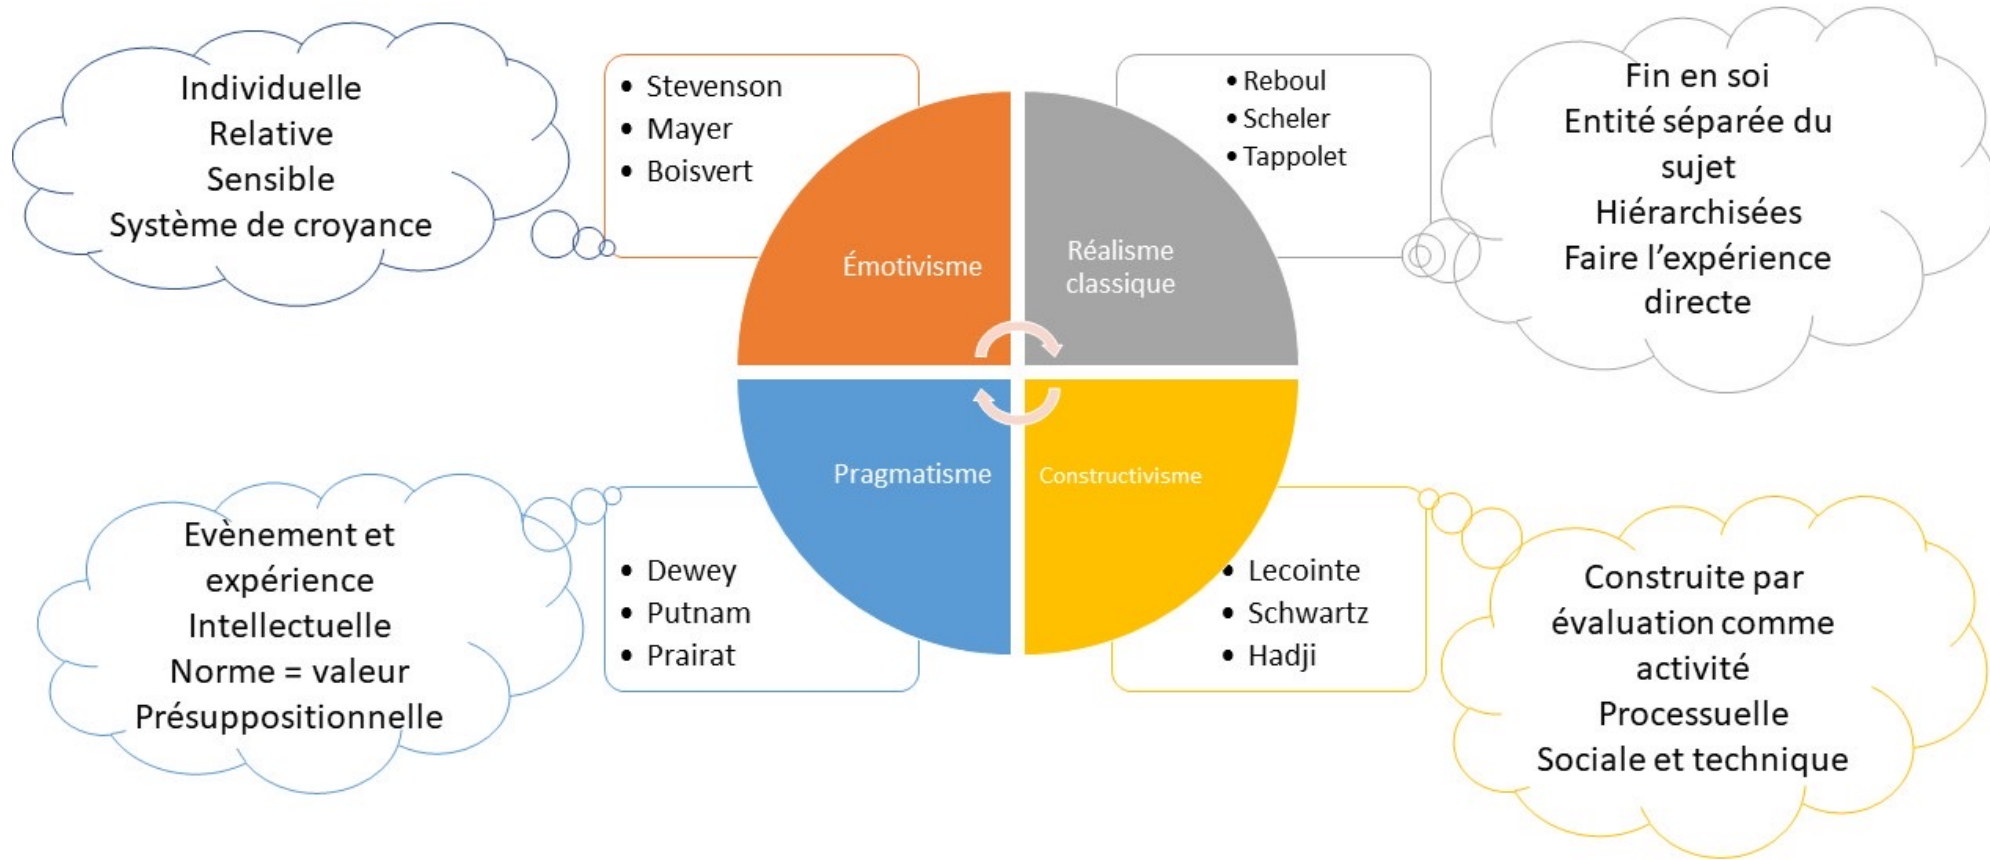 Individuelle
Relative
Sensible
Système de croyance
• Stevenson
• Mayer
• Boisvert
Émotivisme
Réalisme
classique
• Reboul
• Scheler
• Tappolet
Fin en soi
Entité séparée du
sujet
Hiérarchisées
Faire l’expérience
directe
Evènement et
expérience
Intellectuelle
Norme = valeur
Présuppositionnelle
• Dewey
• Putnam
• Prairat
Pragmatisme
Constructivisme
• Lecointe
• Schwartz
• Hadji
Construite par
évaluation comme
activité
Processuelle
Sociale et technique